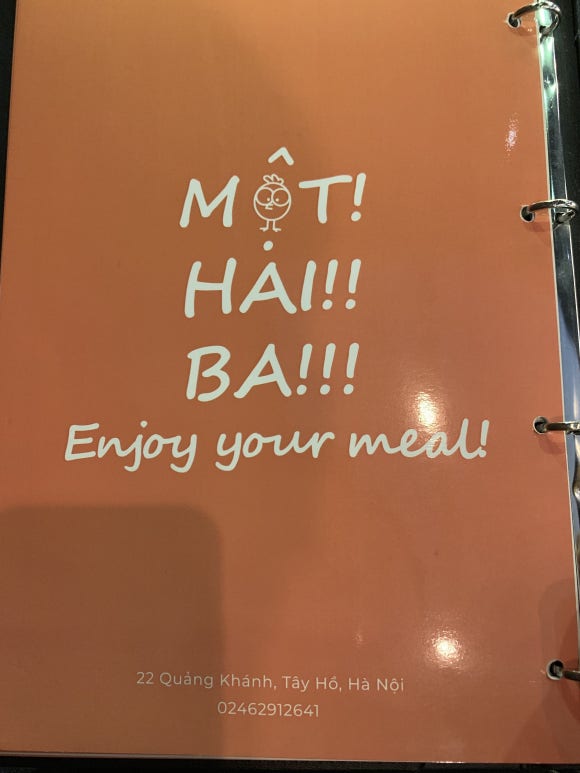 MỘT!
HAI!!
BA!!!
Enjoy your meal!
22 Quảng Khánh, Tây Hồ, Hà Nội
02462912641